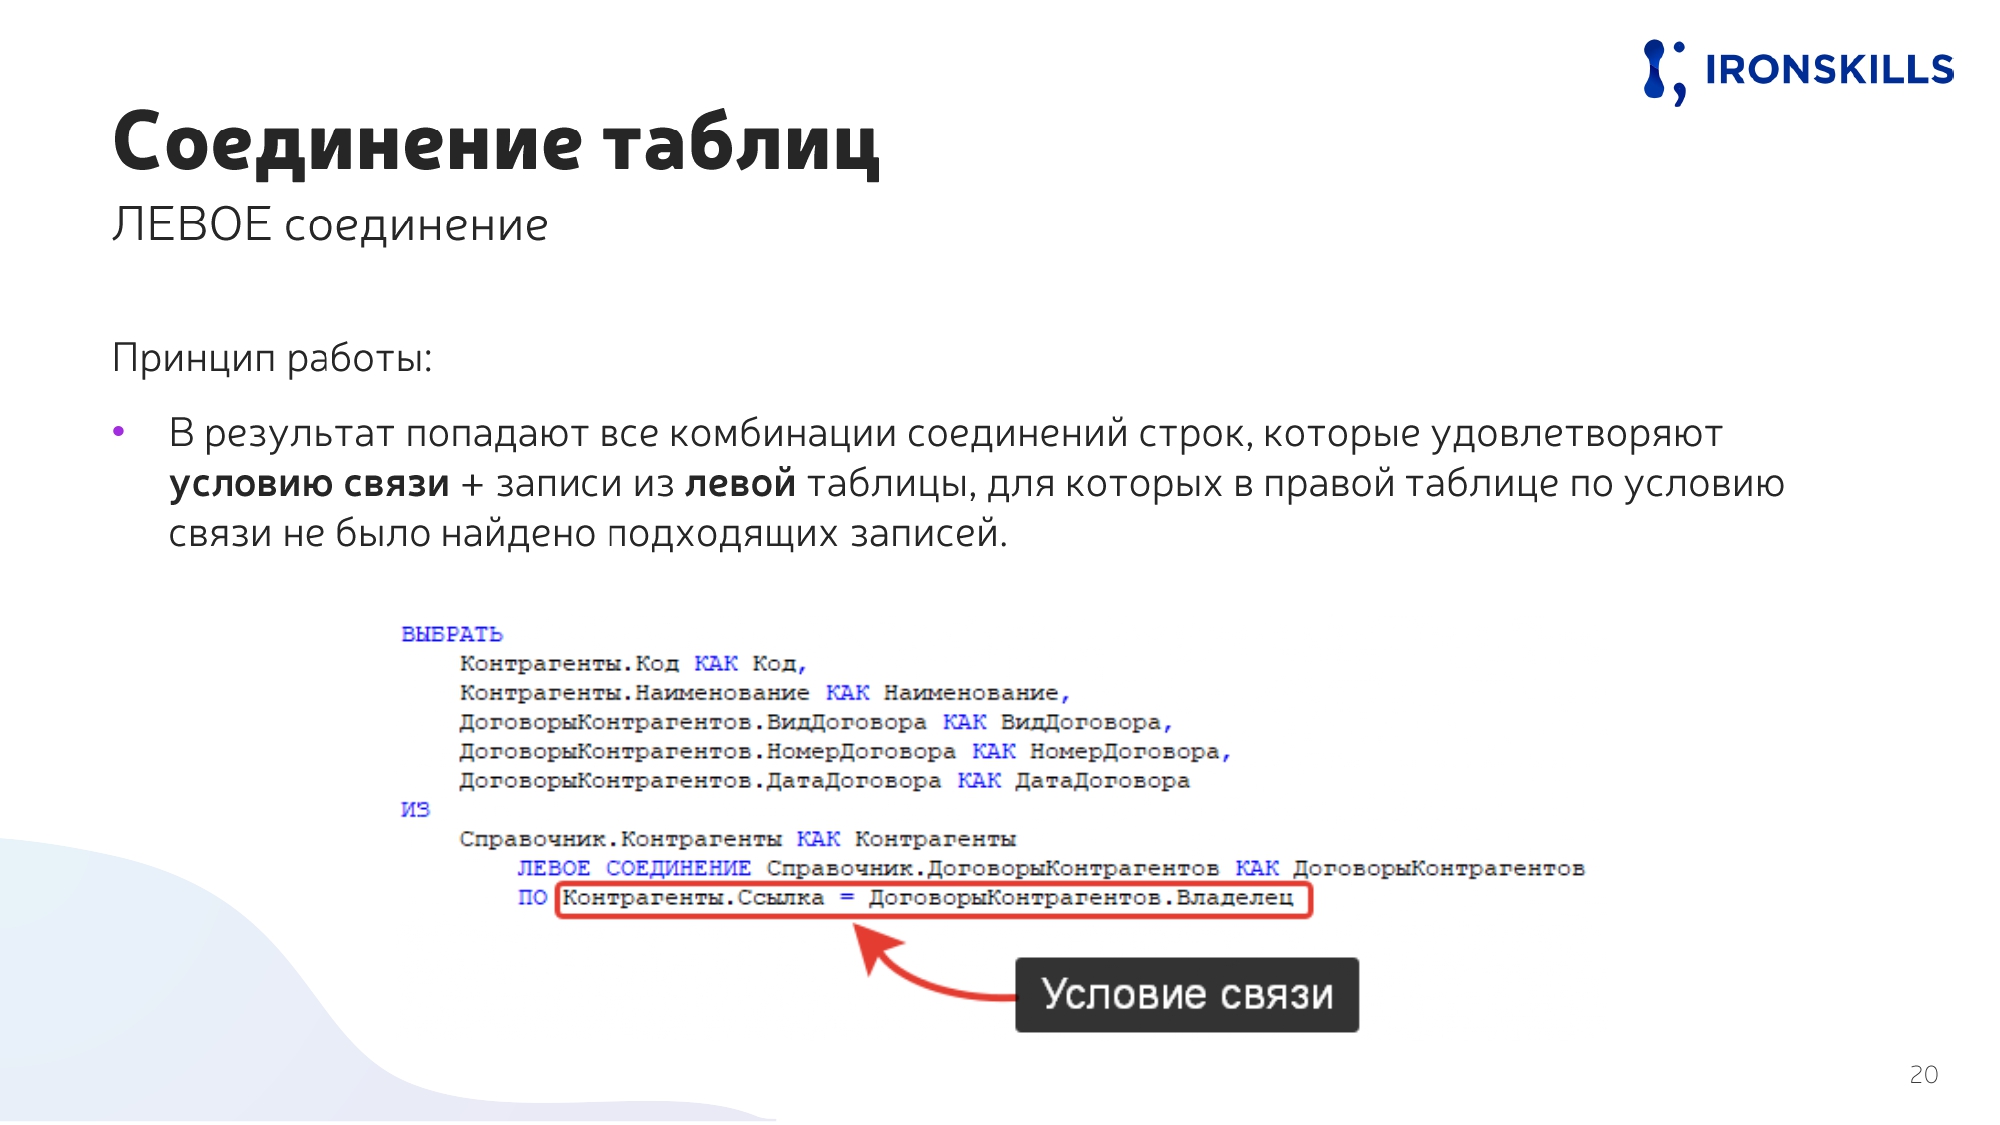 IRONSKILLS
Соединение таблиц
ЛЕВОЕ соединение
Принцип работы:
• В результат попадают все комбинации соединений строк, которые удовлетворяют
условию связи + записи из левой таблицы, для которых в правой таблице по условию
связи не было найдено подходящих записей.
ВЫБРАТЬ
Контрагенты.Код КАК Код,
Контрагенты.Наименование КАК Наименование,
ДоговорыКонтрагентов.ВидДоговора КАК ВидДоговора,
ДоговорыКонтрагентов.НомерДоговора КАК НомерДоговора,
ДоговорыКонтрагентов.ДатаДоговора КАК ДатаДоговора
ИЗ
Справочник.Контрагенты КАК Контрагенты
ЛЕВОЕ СОЕДИНЕНИЕ Справочник.ДоговорыКонтрагентов КАК ДоговорыКонтрагентов
ПО Контрагенты.Ссылка = ДоговорыКонтрагентов.Владелец
Условие связи
20